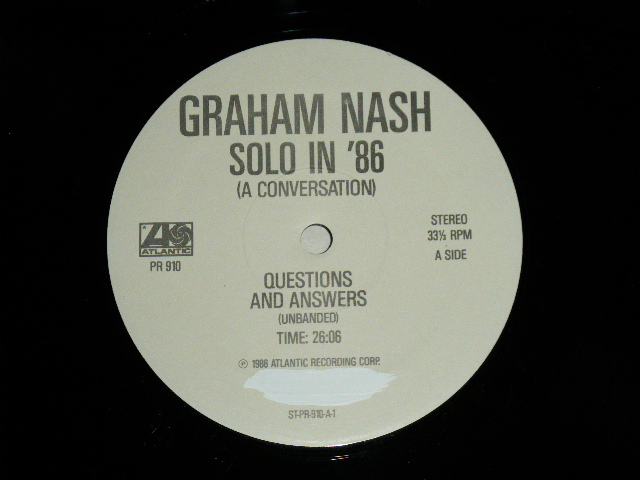 GRAHAM NASH
SOLO IN '86
(A CONVERSATION)
ATLANTIC
PR 910
STEREO
33⅓ RPM
A SIDE
QUESTIONS
AND ANSWERS
(UNBANDED)
TIME: 26:06
℗ 1986 ATLANTIC RECORDING CORP.
ST-PR-910-A-1